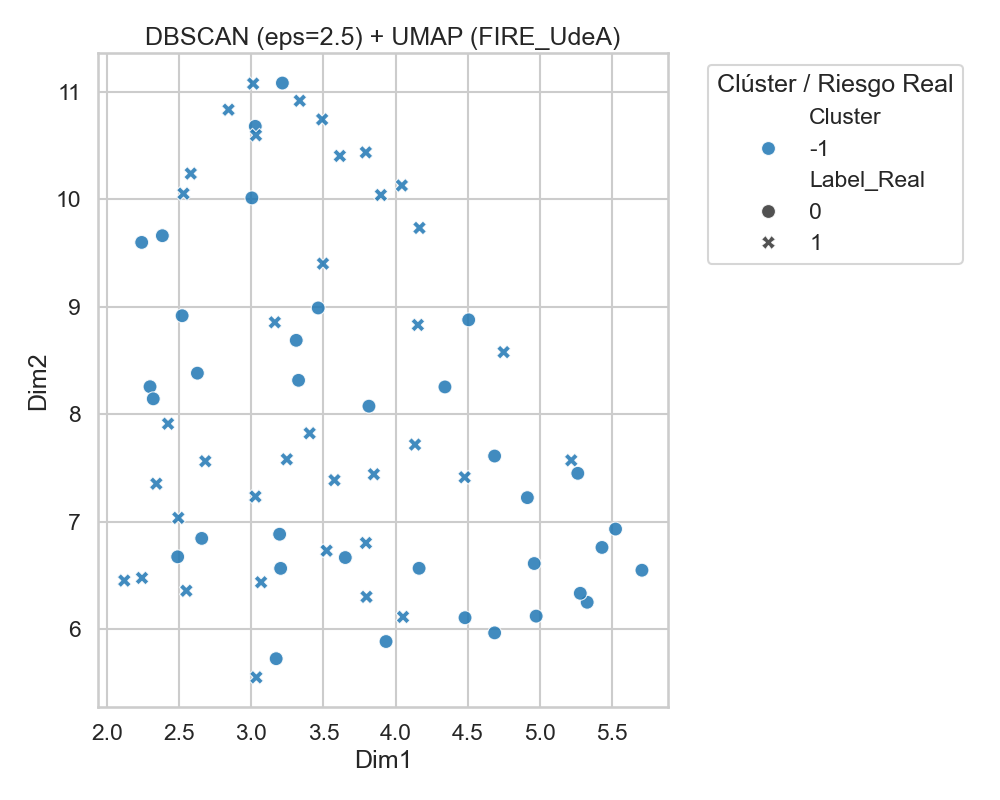 DBSCAN (eps=2.5) + UMAP (FIRE_UdeA)
Clúster / Riesgo Real
Cluster
-1
Label_Real
0
1
Dim2
11
10
9
8
7
6
2.0 2.5 3.0 3.5 4.0 4.5 5.0 5.5
Dim1